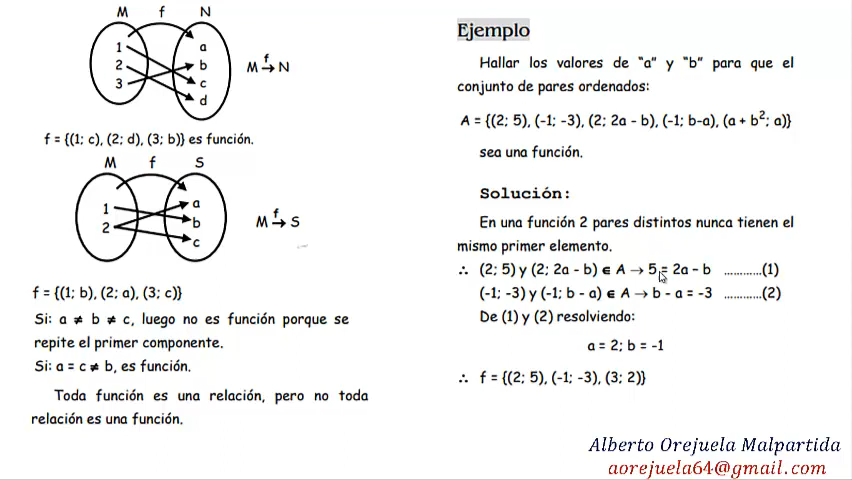 M f N
1
2
3
a
b
c
d
M f→ N
f = {(1; c), (2; d), (3; b)} es función.
M f S
1
2
a
b
c
M f→ S
f = {(1; b), (2; a), (3; c)}
Si: a ≠ b ≠ c, luego no es función porque se
repite el primer componente.
Si: a = c ≠ b, es función.
Toda función es una relación, pero no toda
relación es una función.
Ejemplo
Hallar los valores de "a" y "b" para que el
conjunto de pares ordenados:
A = {(2; 5), (-1; -3), (2; 2a - b), (-1; b-a), (a + b²; a)}
sea una función.
Solución:
En una función 2 pares distintos nunca tienen el
mismo primer elemento.
∴ (2; 5) y (2; 2a - b) ∈ A → 5 = 2a - b ............(1)
(-1; -3) y (-1; b - a) ∈ A → b - a = -3 ............(2)
De (1) y (2) resolviendo:
a = 2; b = -1
∴ f = {(2; 5), (-1; -3), (3; 2)}
Alberto Orejuela Malpartida
aorejuela64@gmail.com